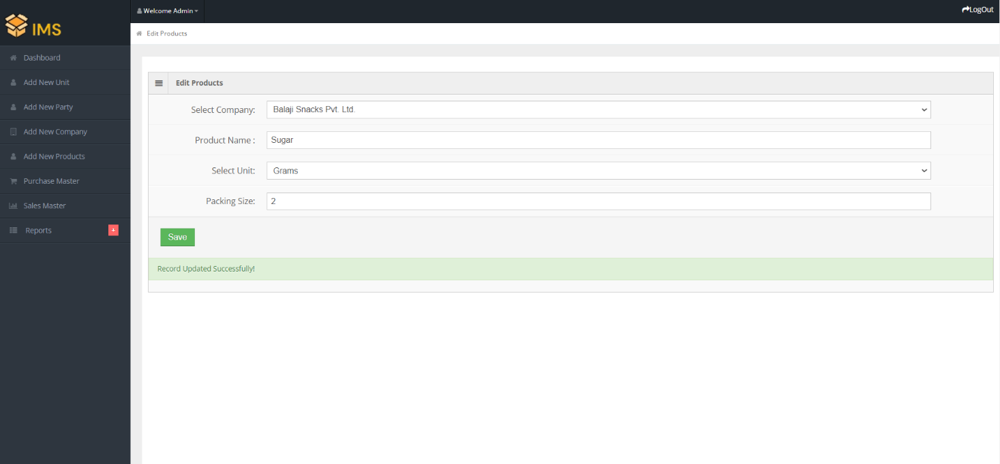 IMS
Welcome Admin
LogOut
Edit Products
Dashboard
Add New Unit
Add New Party
Add New Company
Add New Products
Purchase Master
Sales Master
Reports +
Edit Products
Select Company: Balaji Snacks Pvt. Ltd.
Product Name : Sugar
Select Unit: Grams
Packing Size: 2
Save
Record Updated Successfully!